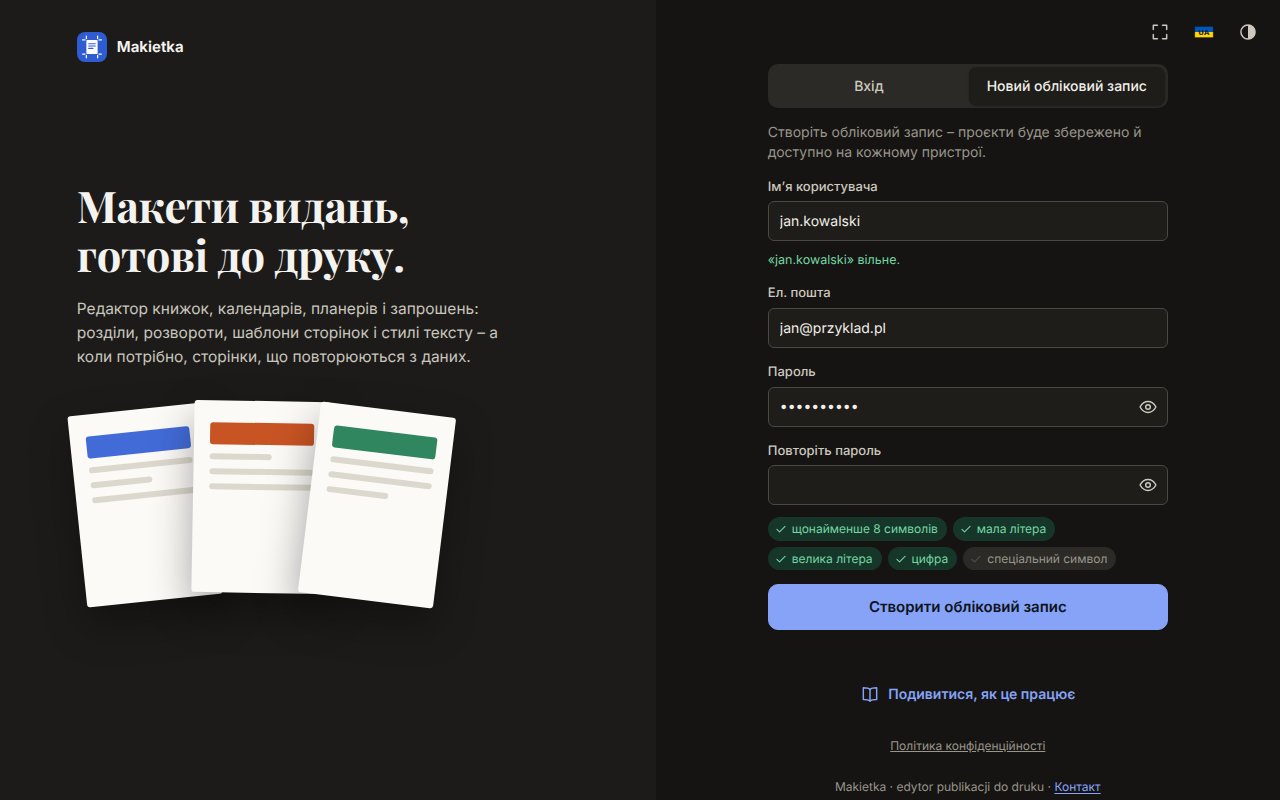 Makietka
Макети видань,
готові до друку.
Редактор книжок, календарів, планерів і запрошень:
розділи, розвороти, шаблони сторінок і стилі тексту – а
коли потрібно, сторінки, що повторюються з даних.
UA
Вхід
Новий обліковий запис
Створіть обліковий запис – проєкти буде збережено й
доступно на кожному пристрої.
Ім’я користувача
jan.kowalski
«jan.kowalski» вільне.
Ел. пошта
jan@przyklad.pl
Пароль
••••••••••
Повторіть пароль
щонайменше 8 символів
мала літера
велика літера
цифра
спеціальний символ
Створити обліковий запис
Подивитися, як це працює
Політика конфіденційності
Makietka · edytor publikacji do druku · Контакт